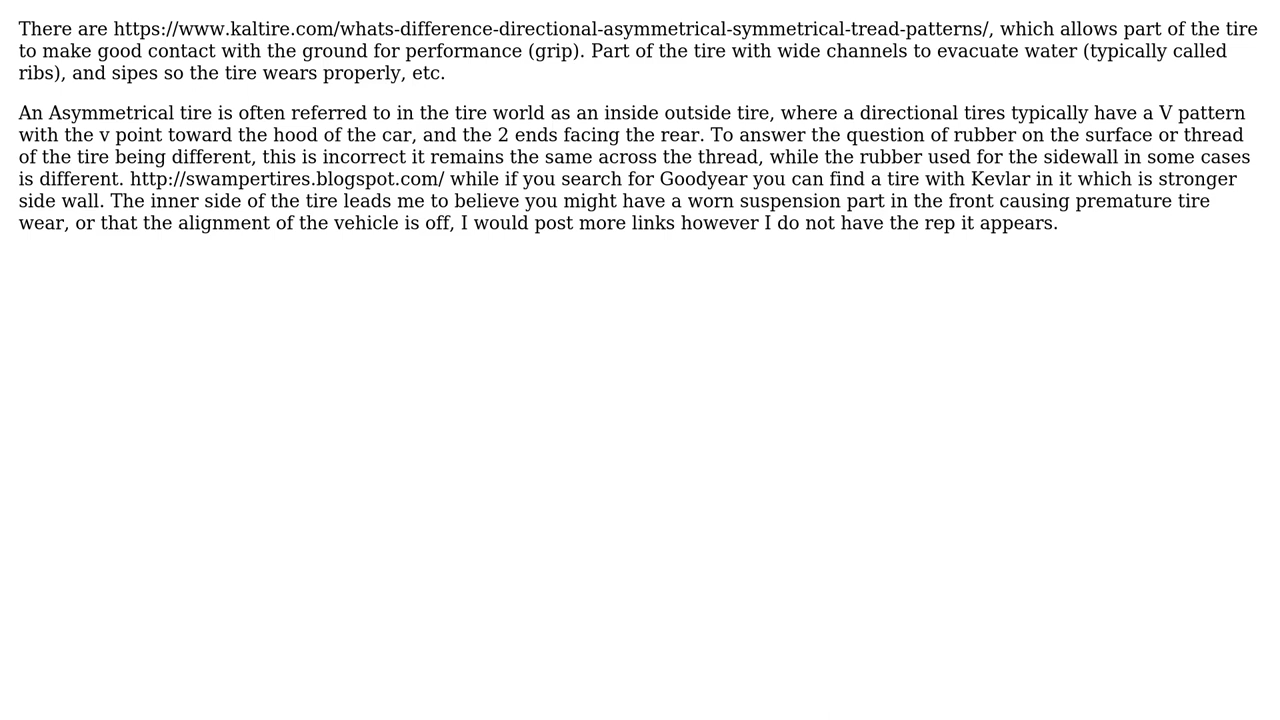 There are https://www.kaltire.com/whats-difference-directional-asymmetrical-symmetrical-tread-patterns/, which allows part of the tire
to make good contact with the ground for performance (grip). Part of the tire with wide channels to evacuate water (typically called
ribs), and sipes so the tire wears properly, etc.
An Asymmetrical tire is often referred to in the tire world as an inside outside tire, where a directional tires typically have a V pattern
with the v point toward the hood of the car, and the 2 ends facing the rear. To answer the question of rubber on the surface or thread
of the tire being different, this is incorrect it remains the same across the thread, while the rubber used for the sidewall in some cases
is different. http://swampertires.blogspot.com/ while if you search for Goodyear you can find a tire with Kevlar in it which is stronger
side wall. The inner side of the tire leads me to believe you might have a worn suspension part in the front causing premature tire
wear, or that the alignment of the vehicle is off, I would post more links however I do not have the rep it appears.